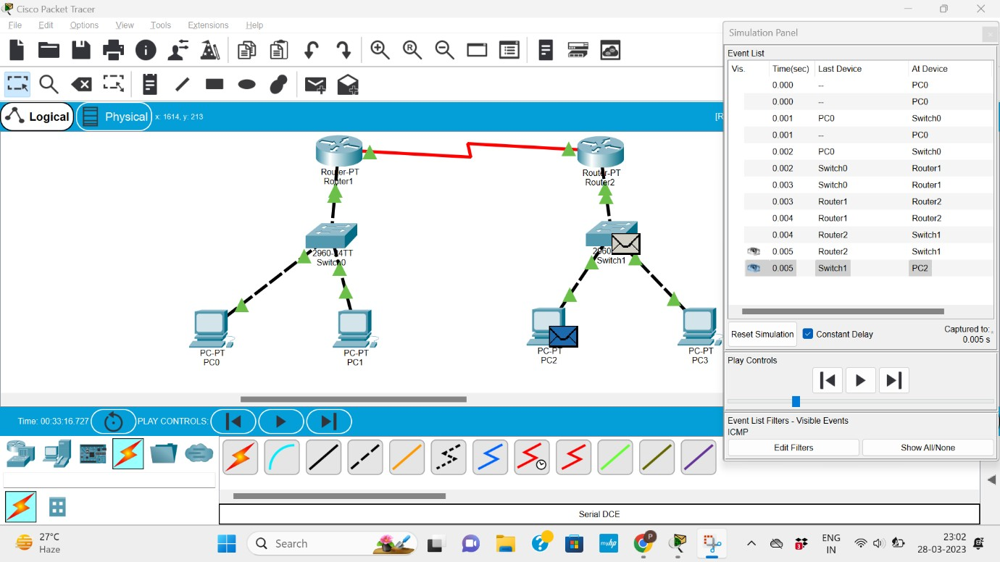 Cisco Packet Tracer
File Edit Options View Tools Extensions Help
Logical
Physical
x: 1614, y: 213
[R
Router-PT
Router1
Router-PT
Router2
2960-24TT
Switch0
2960
Switch1
PC-PT
PC0
PC-PT
PC1
PC-PT
PC2
PC-PT
PC3
Simulation Panel
Event List
Vis. Time(sec) Last Device At Device
0.000 -- PC0
0.000 -- PC0
0.001 PC0 Switch0
0.001 -- PC0
0.002 PC0 Switch0
0.002 Switch0 Router1
0.003 Switch0 Router1
0.003 Router1 Router2
0.004 Router1 Router2
0.004 Router2 Switch1
0.005 Router2 Switch1
0.005 Switch1 PC2
Reset Simulation
Constant Delay
Captured to:
0.005 s
Play Controls
Event List Filters - Visible Events
ICMP
Edit Filters
Show All/None
Time: 00:33:16.727
PLAY CONTROLS:
Serial DCE
27°C
Haze
Search
myhp
P
3
ENG
IN
23:02
28-03-2023